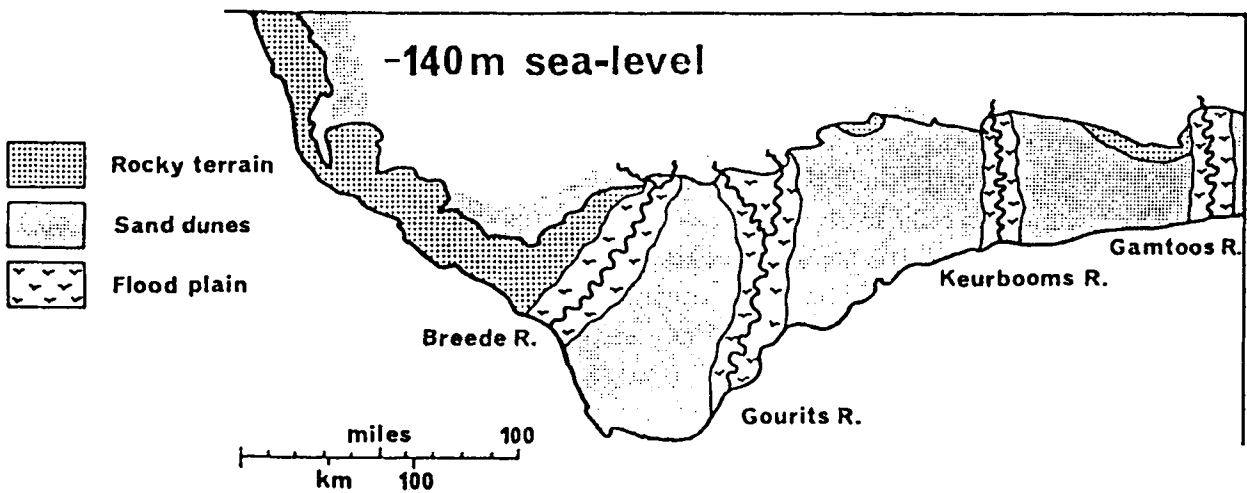 -140m sea-level
Rocky terrain
Sand dunes
Flood plain
Breede R.
Gourits R.
Keurbooms R.
Gamtoos R.
miles 100
km 100